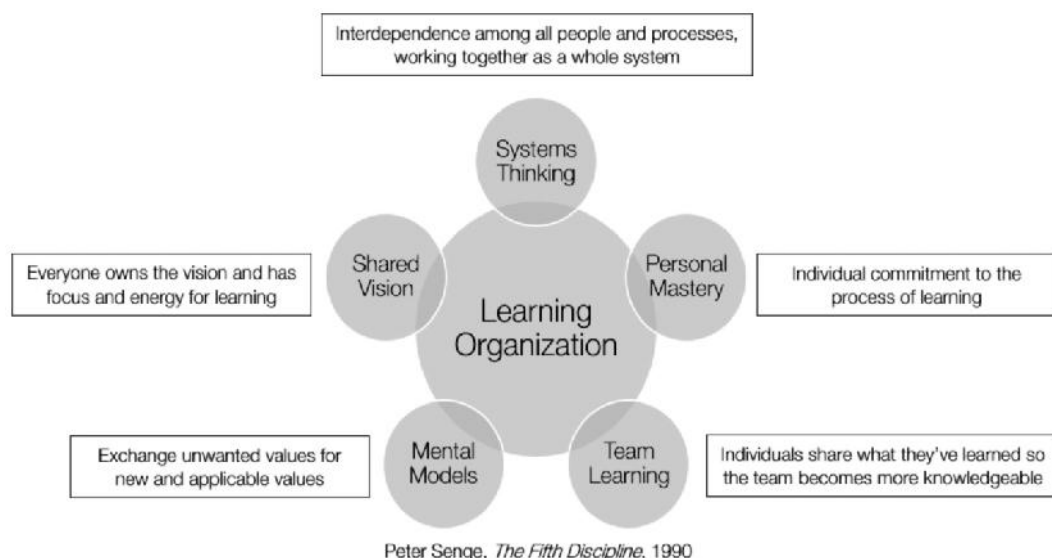 Interdependence among all people and processes,
working together as a whole system
Systems
Thinking
Everyone owns the vision and has
focus and energy for learning
Shared
Vision
Personal
Mastery
Individual commitment to the
process of learning
Learning
Organization
Exchange unwanted values for
new and applicable values
Mental
Models
Team
Learning
Individuals share what they've learned so
the team becomes more knowledgeable
Peter Senge, The Fifth Discipline, 1990